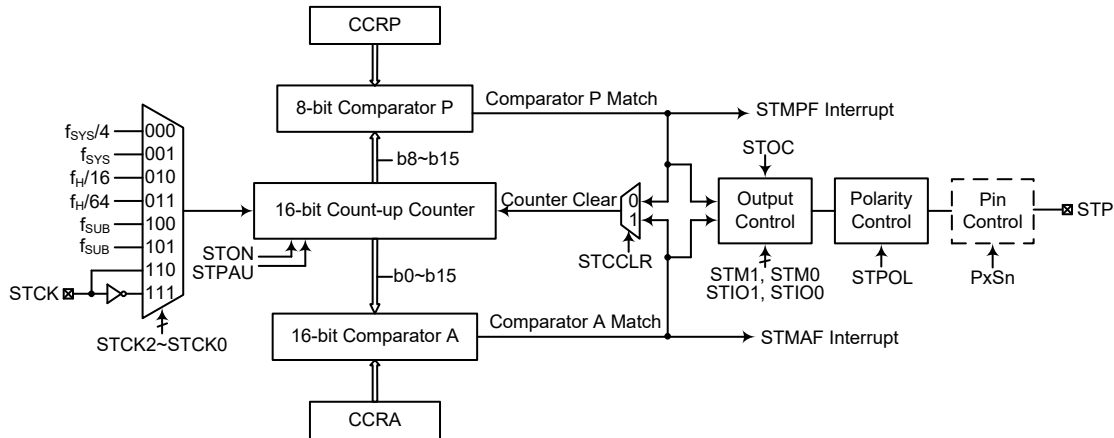 CCRP
8-bit Comparator P
Comparator P Match
STMPF Interrupt
b8~b15
fSYS/4
fSYS
fH/16
fH/64
fSUB
fSUB
000
001
010
011
100
101
110
111
STCK
STCK2~STCK0
16-bit Count-up Counter
STON
STPAU
Counter Clear
0
1
STCCLR
STOC
Output
Control
STM1, STM0
STIO1, STIO0
Polarity
Control
STPOL
Pin
Control
PxSn
STP
b0~b15
16-bit Comparator A
Comparator A Match
STMAF Interrupt
CCRA